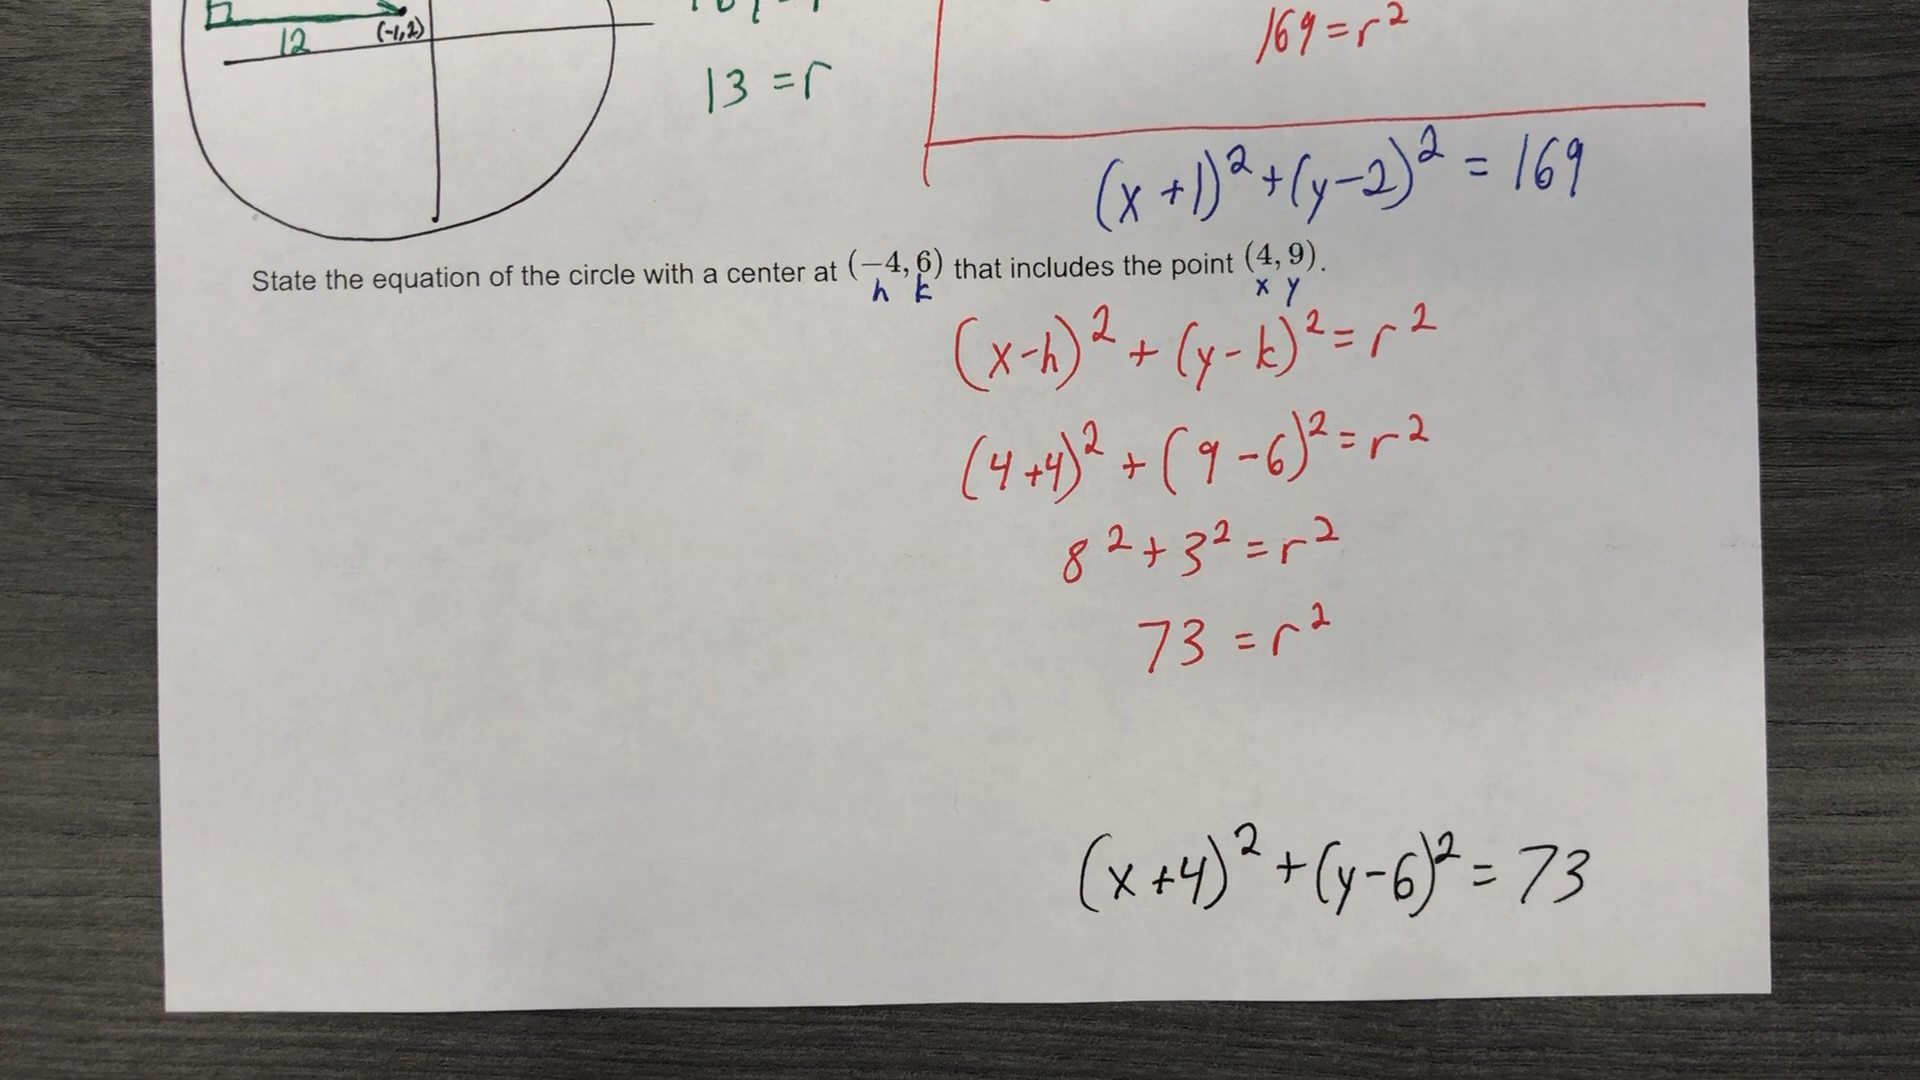 12
(-1,2)
13 = r
169 = r²
(x+1)² + (y-2)² = 169
State the equation of the circle with a center at (−4, 6) that includes the point (4, 9).
h k x y
(x-h)² + (y-k)² = r²
(4+4)² + (9-6)² = r²
8² + 3² = r²
73 = r²
(x+4)² + (y-6)² = 73